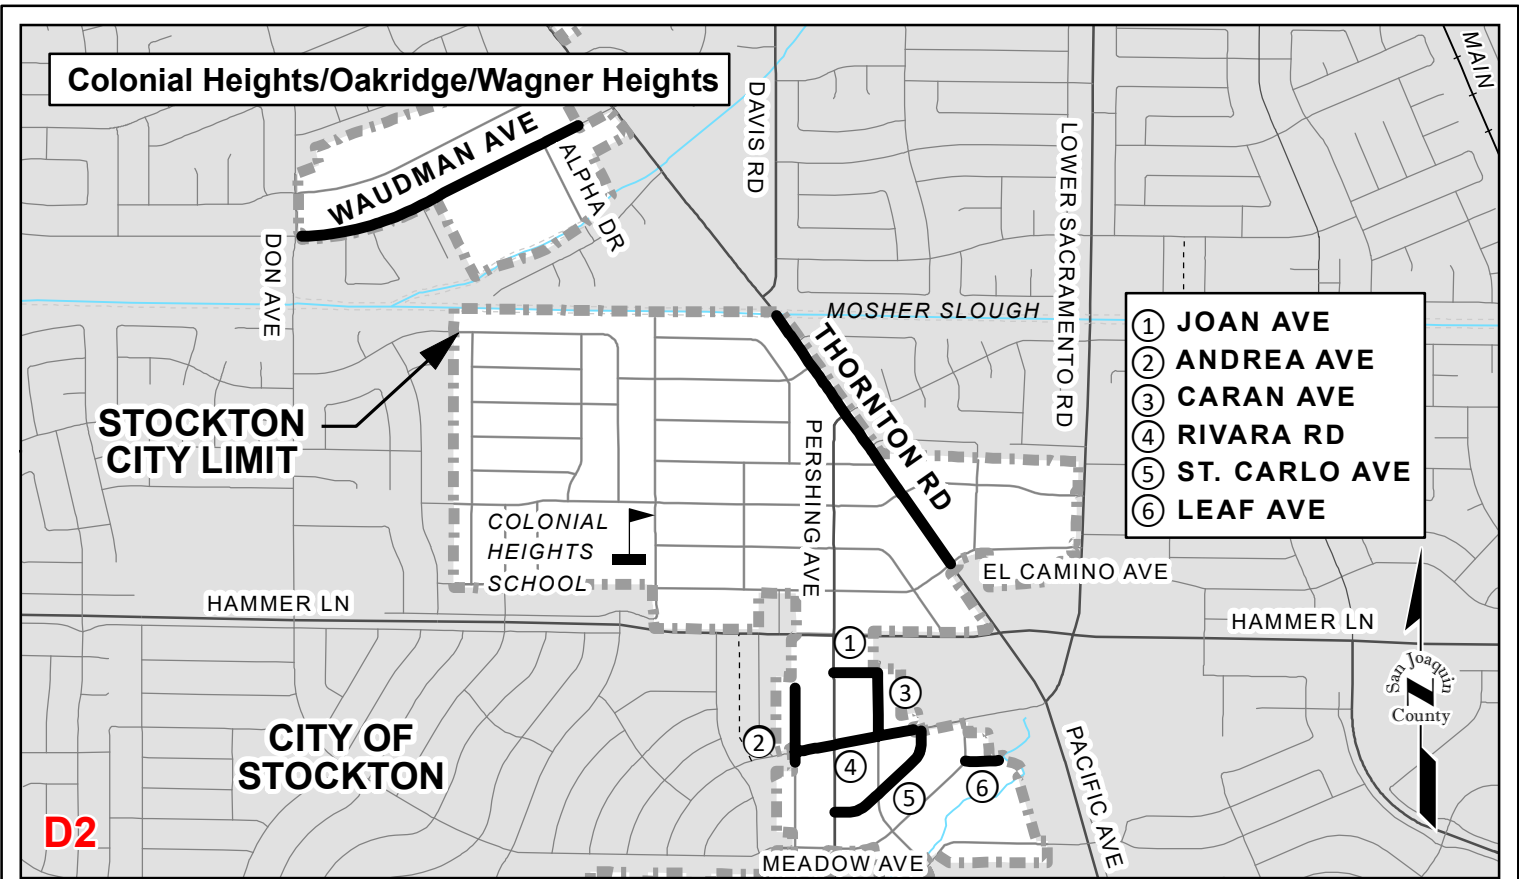 Colonial Heights/Oakridge/Wagner Heights
MAIN
WAUDMAN AVE
DAVIS RD
ALPHA DR
LOWER SACRAMENTO RD
DON AVE
MOSHER SLOUGH
THORNTON RD
① JOAN AVE
② ANDREA AVE
③ CARAN AVE
④ RIVARA RD
⑤ ST. CARLO AVE
⑥ LEAF AVE
STOCKTON
CITY LIMIT
PERSHING AVE
COLONIAL
HEIGHTS
SCHOOL
EL CAMINO AVE
HAMMER LN
HAMMER LN
①
③
San Joaquin
County
②
CITY OF
STOCKTON
④
⑤
⑥
PACIFIC AVE
D2
MEADOW AVE